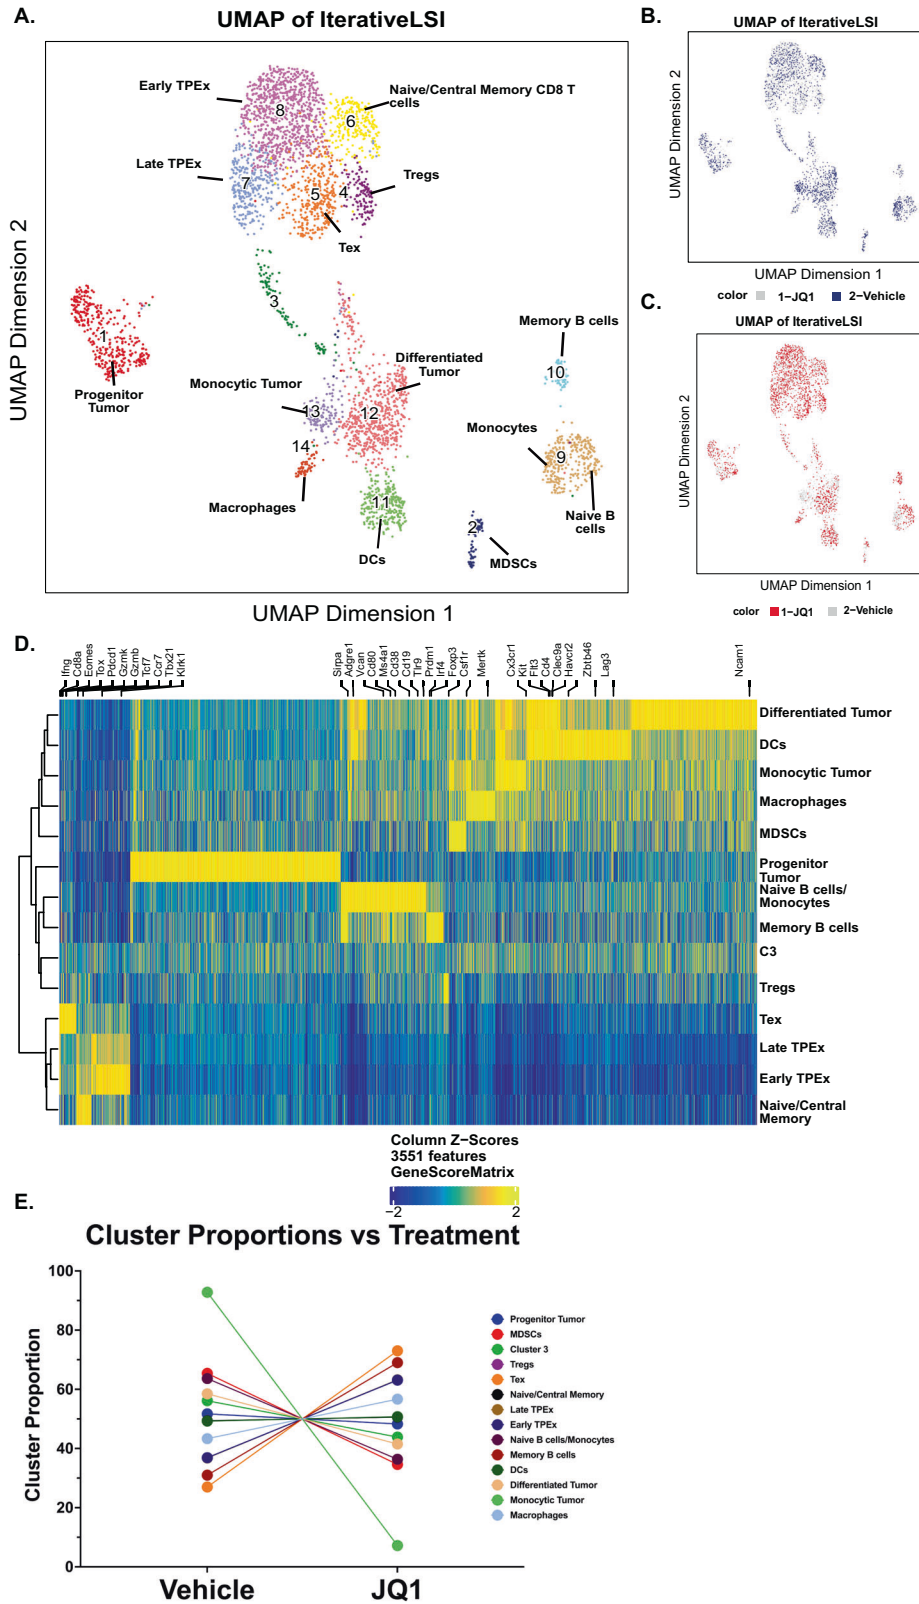 A.
UMAP of IterativeLSI
Early TPEx
Naive/Central Memory CD8 T
cells
8
6
Late TPEx
7
5
4
Tregs
Tex
3
1
Progenitor
Tumor
Memory B cells
10
Differentiated
Tumor
Monocytic Tumor
13
12
Monocytes
14
9
Macrophages
11
Naive B
cells
2
DCs
MDSCs
UMAP Dimension 2
UMAP Dimension 1
B.
UMAP of IterativeLSI
UMAP Dimension 2
UMAP Dimension 1
color 1-JQ1 2-Vehicle
C.
UMAP of IterativeLSI
UMAP Dimension 2
UMAP Dimension 1
color 1-JQ1 2-Vehicle
D.
Ifng
Cd8a
Eomes
Tox
Pdcd1
Gzmk
Gzmb
Tcf7
Ccr7
Tbx21
Klrk1
Sirpa
Adgre1
Vcan
Cd80
Ms4a1
Cd38
Cd19
Tlr9
Prdm1
Irf4
Foxp3
Csf1r
Mertk
Cx3cr1
Kit
Flt3
Cd4
Clec9a
Havcr2
Zbtb46
Lag3
Ncam1
Differentiated Tumor
DCs
Monocytic Tumor
Macrophages
MDSCs
Progenitor
Tumor
Naive B cells/
Monocytes
Memory B cells
C3
Tregs
Tex
Late TPEx
Early TPEx
Naive/Central
Memory
Column Z-Scores
3551 features
GeneScoreMatrix
−2 2
E.
Cluster Proportions vs Treatment
Cluster Proportion
100
80
60
40
20
0
Vehicle JQ1
Progenitor Tumor
MDSCs
Cluster 3
Tregs
Tex
Naive/Central Memory
Late TPEx
Early TPEx
Naive B cells/Monocytes
Memory B cells
DCs
Differentiated Tumor
Monocytic Tumor
Macrophages